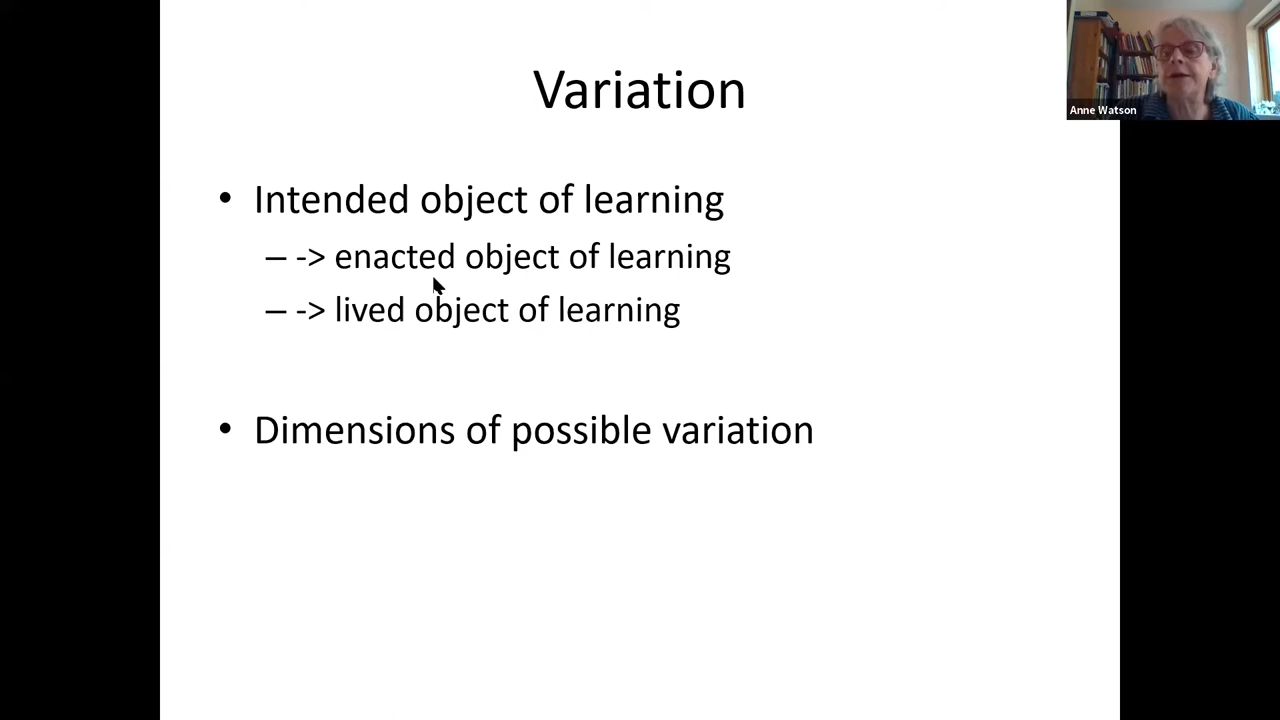 Variation
Anne Watson
• Intended object of learning
– -> enacted object of learning
– -> lived object of learning
• Dimensions of possible variation